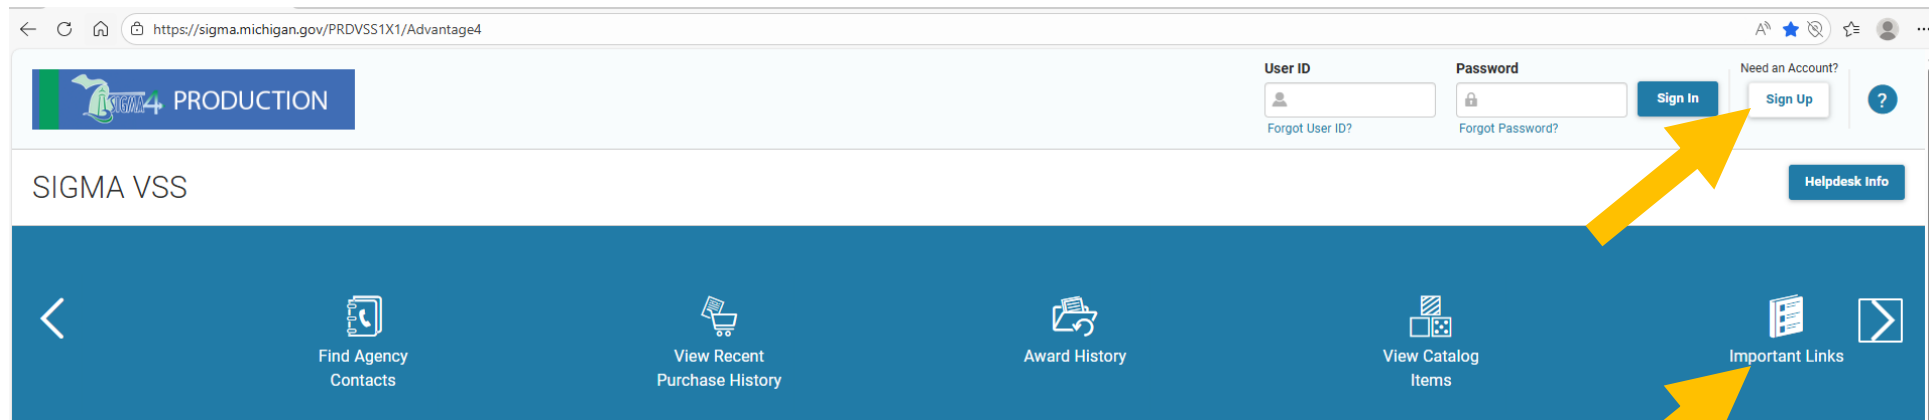 https://sigma.michigan.gov/PRDVSS1X1/Advantage4
SIGMA4 PRODUCTION
User ID
Password
Need an Account?
Sign In
Sign Up
?
Forgot User ID?
Forgot Password?
SIGMA VSS
Helpdesk Info
Find Agency
Contacts
View Recent
Purchase History
Award History
View Catalog
Items
Important Links